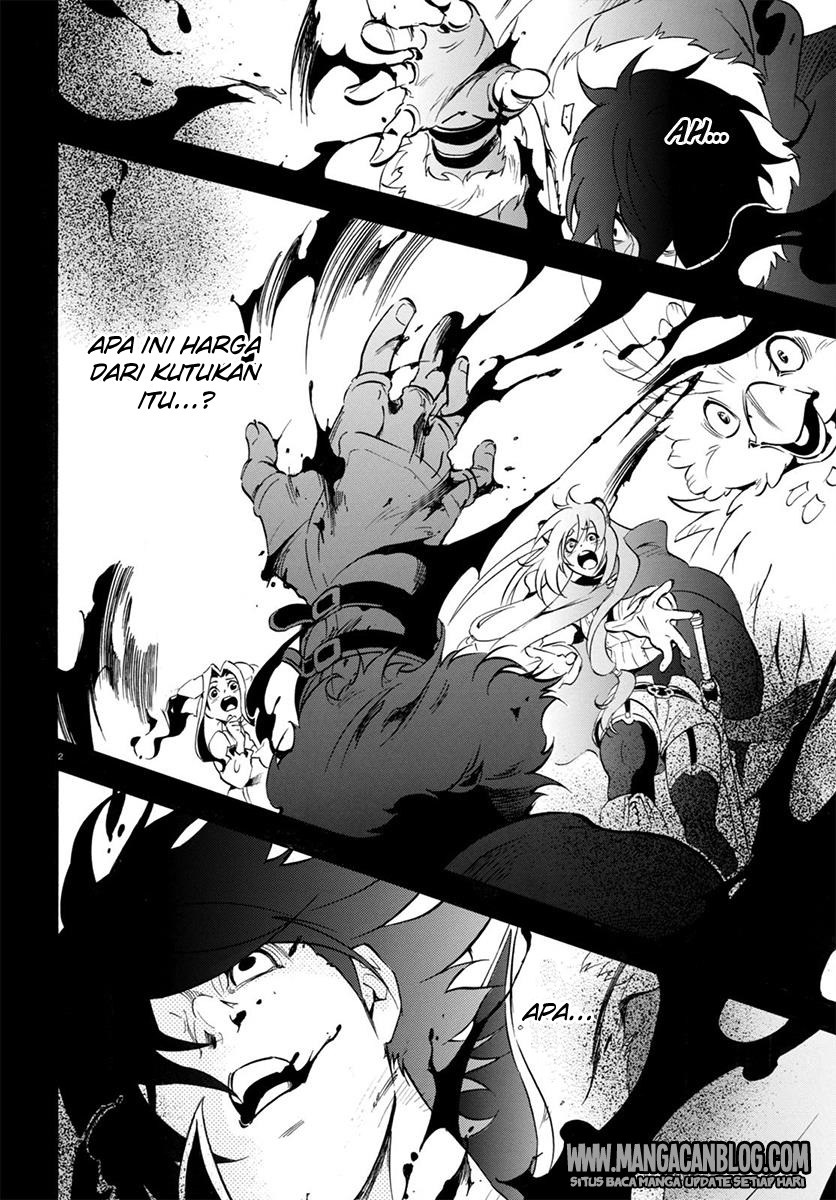 AH...
APA INI HARGA
DARI KUTUKAN
ITU...?
2
APA...
WWW.MANGACANBLOG.COM
SITUS BACA MANGA UPDATE SETIAP HARI